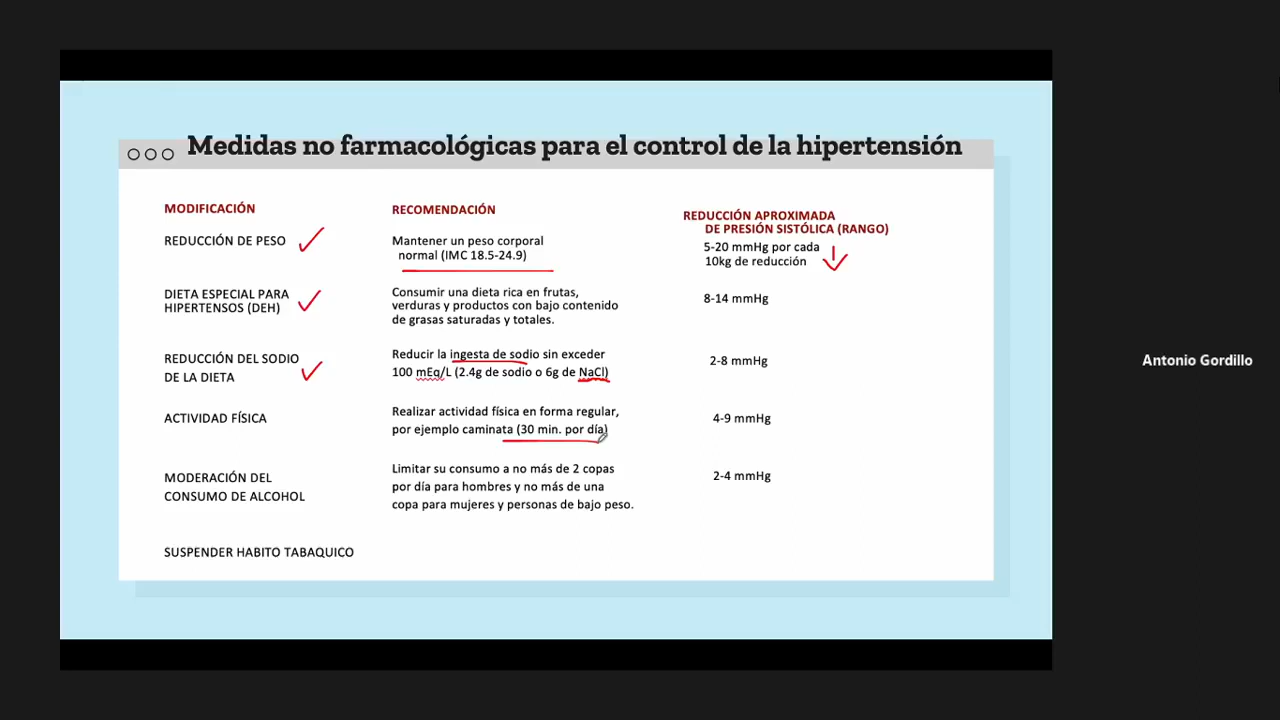 Medidas no farmacológicas para el control de la hipertensión
MODIFICACIÓN
RECOMENDACIÓN
REDUCCIÓN APROXIMADA
DE PRESIÓN SISTÓLICA (RANGO)
REDUCCIÓN DE PESO
Mantener un peso corporal
normal (IMC 18.5-24.9)
5-20 mmHg por cada
10kg de reducción
DIETA ESPECIAL PARA
HIPERTENSOS (DEH)
Consumir una dieta rica en frutas,
verduras y productos con bajo contenido
de grasas saturadas y totales.
8-14 mmHg
REDUCCIÓN DEL SODIO
DE LA DIETA
Reducir la ingesta de sodio sin exceder
100 mEq/L (2.4g de sodio o 6g de NaCl)
2-8 mmHg
ACTIVIDAD FÍSICA
Realizar actividad física en forma regular,
por ejemplo caminata (30 min. por día)
4-9 mmHg
MODERACIÓN DEL
CONSUMO DE ALCOHOL
Limitar su consumo a no más de 2 copas
por día para hombres y no más de una
copa para mujeres y personas de bajo peso.
2-4 mmHg
SUSPENDER HABITO TABAQUICO
Antonio Gordillo